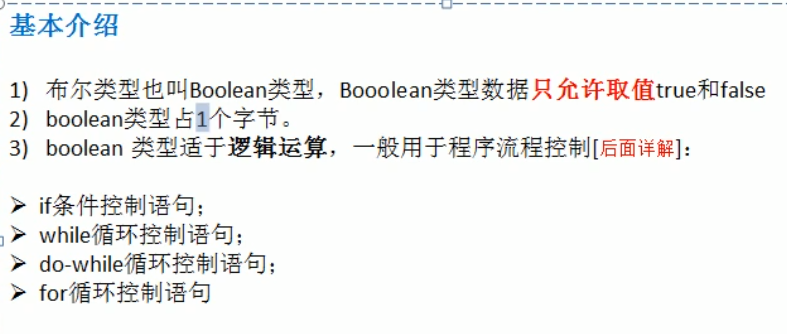 基本介绍
1) 布尔类型也叫Boolean类型，Booolean类型数据只允许取值true和false
2) boolean类型占1个字节。
3) boolean 类型适于逻辑运算，一般用于程序流程控制[后面详解]：
➢ if条件控制语句；
➢ while循环控制语句；
➢ do-while循环控制语句；
➢ for循环控制语句